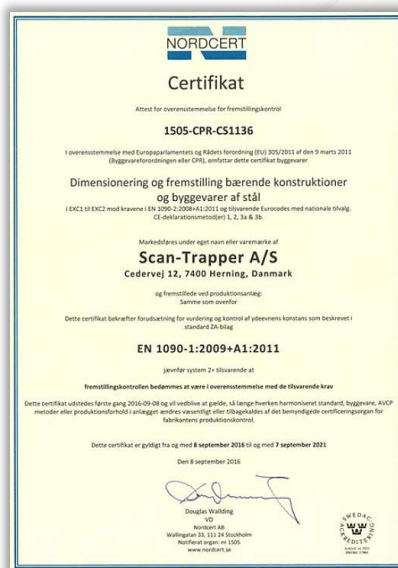 NORDCERT
Certifikat
Attest for overensstemmelse for fremstillingskontrol
1505-CPR-CS1136
I overensstemmelse med Europaparlamentets og Rådets forordning (EU) 305/2011 af den 9 marts 2011
(Byggevareforordningen eller CPR), omfattar dette certifikat byggevarer
Dimensionering og fremstilling bærende konstruktioner
og byggevarer af stål
i EXC1 til EXC2 mod kravene i EN 1090-2:2008+A1:2011 og tilsvarende Eurocodes med nationale tilvalg.
CE-deklarationsmetod(er) 1, 2, 3a & 3b.
Markedsføres under eget navn eller varemærke af
Scan-Trapper A/S
Cedervej 12, 7400 Herning, Danmark
og fremstillede ved produktionsanlæg:
Samme som ovenfor
Dette certifikat bekræfter forudsætning for vurdering og kontrol af ydeevnens konstans som beskrevet i
standard ZA-bilag
EN 1090-1:2009+A1:2011
jævnfør system 2+ tilsvarende at
fremstillingskontrollen bedømmes at være i overensstemmelse med de tilsvarende krav
Dette certifikat udstedes første gang 2016-09-08 og vil vedblive at gælde, så længe hverken harmoniseret standard, byggevare, AVCP
metoder eller produktionsforhold i anlægget ændres væsentligt eller tilbagekaldes af det bemyndigede certificeringsorgan for
fabrikantens produktionskontrol.
Dette certifikat er gyldigt fra og med 8 september 2016 til og med 7 september 2021
Den 8 september 2016
Douglas Wallding
VD
Nordcert AB
Wallingatan 33, 111 24 Stockholm
Notifierat organ: nr 1505
www.nordcert.se
SWEDAC
ACKREDITERING